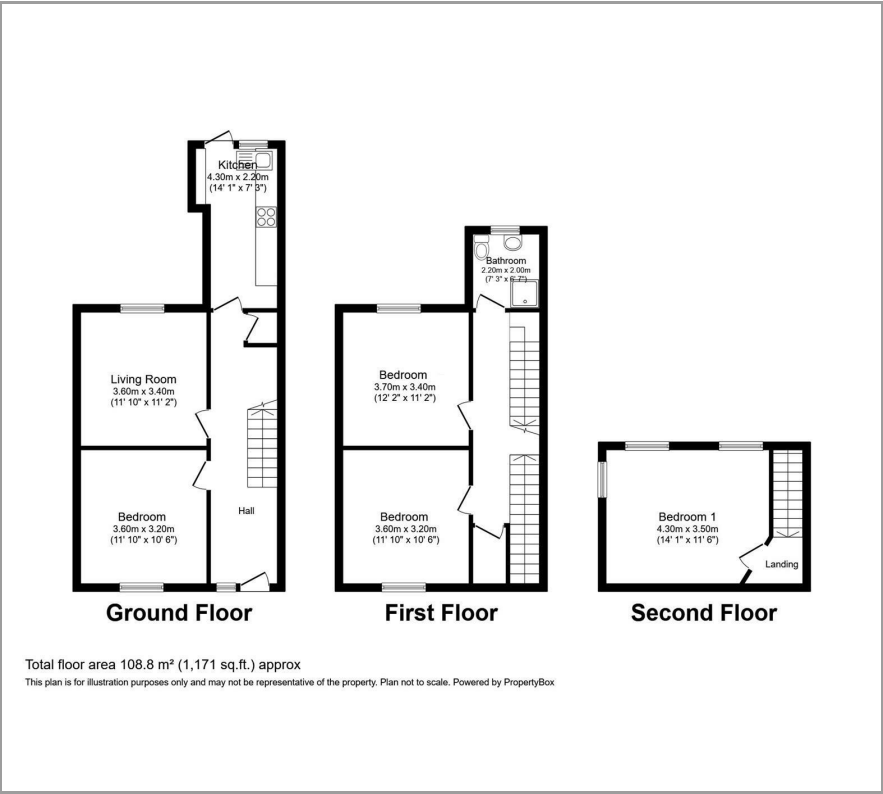 Kitchen
4.30m x 2.20m
(14' 1" x 7' 3")
Living Room
3.60m x 3.40m
(11' 10" x 11' 2")
Bedroom
3.60m x 3.20m
(11' 10" x 10' 6")
Hall
Ground Floor
Bathroom
2.20m x 2.00m
(7' 3" x 6' 7")
Bedroom
3.70m x 3.40m
(12' 2" x 11' 2")
Bedroom
3.60m x 3.20m
(11' 10" x 10' 6")
First Floor
Bedroom 1
4.30m x 3.50m
(14' 1" x 11' 6")
Landing
Second Floor
Total floor area 108.8 m² (1,171 sq.ft.) approx
This plan is for illustration purposes only and may not be representative of the property. Plan not to scale. Powered by PropertyBox